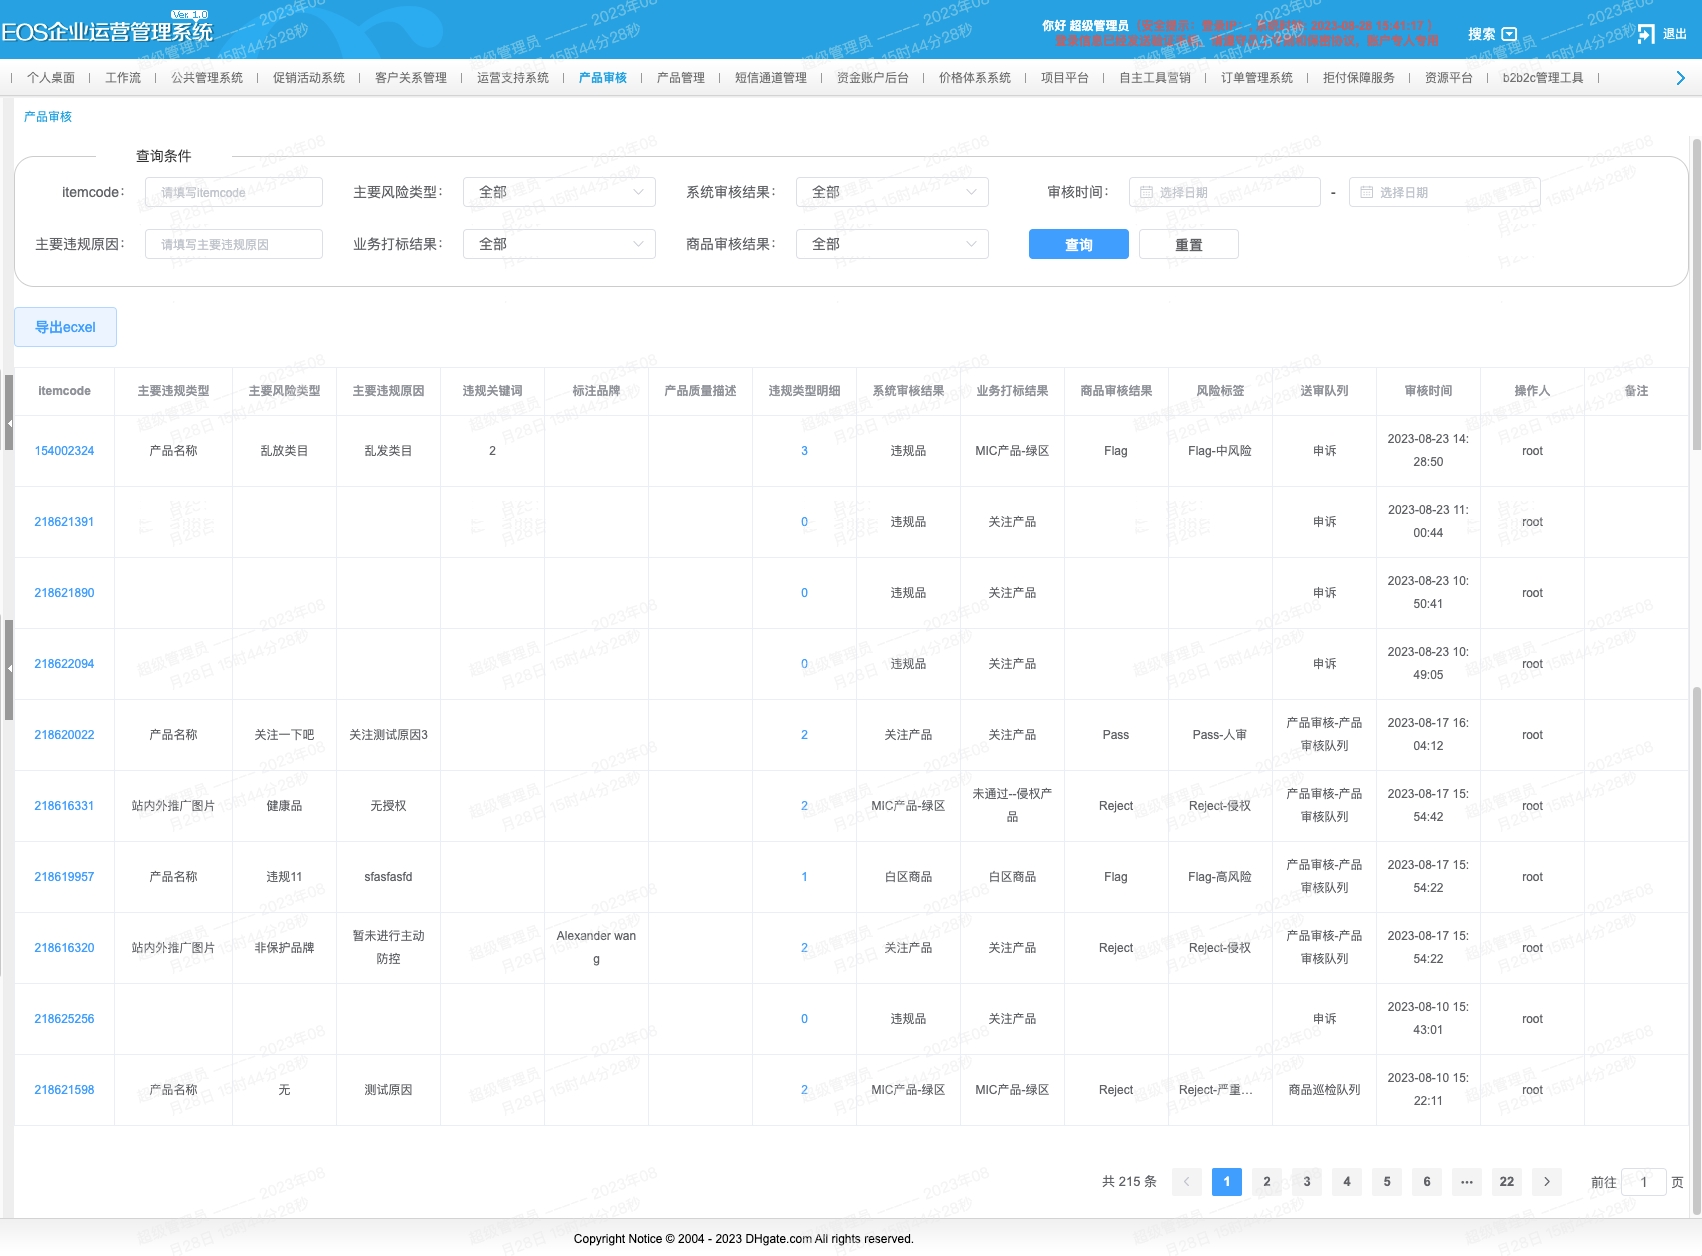 Ver. 1.0
EOS企业运营管理系统
你好 超级管理员
搜索
退出
个人桌面 | 工作流 | 公共管理系统 | 促销活动系统 | 客户关系管理 | 运营支持系统 | 产品审核 | 产品管理 | 短信通道管理 | 资金账户后台 | 价格体系系统 | 项目平台 | 自主工具营销 | 订单管理系统 | 拒付保障服务 | 资源平台 | b2b2c管理工具 |
产品审核
查询条件
itemcode： 请填写itemcode 主要风险类型： 全部 系统审核结果： 全部 审核时间： 选择日期 - 选择日期
主要违规原因： 请填写主要违规原因 业务打标结果： 全部 商品审核结果： 全部 查询 重置
导出ecxel
itemcode 主要违规类型 主要风险类型 主要违规原因 违规关键词 标注品牌 产品质量描述 违规类型明细 系统审核结果 业务打标结果 商品审核结果 风险标签 送审队列 审核时间 操作人 备注
154002324 产品名称 乱放类目 乱发类目 2 3 违规品 MIC产品-绿区 Flag Flag-中风险 申诉 2023-08-23 14:28:50 root
218621391 0 违规品 关注产品 申诉 2023-08-23 11:00:44 root
218621890 0 违规品 关注产品 申诉 2023-08-23 10:50:41 root
218622094 0 违规品 关注产品 申诉 2023-08-23 10:49:05 root
218620022 产品名称 关注一下吧 关注测试原因3 2 关注产品 关注产品 Pass Pass-人审 产品审核-产品审核队列 2023-08-17 16:04:12 root
218616331 站内外推广图片 健康品 无授权 2 MIC产品-绿区 未通过--侵权产品 Reject Reject-侵权 产品审核-产品审核队列 2023-08-17 15:54:42 root
218619957 产品名称 违规11 sfasfasfd 1 白区商品 白区商品 Flag Flag-高风险 产品审核-产品审核队列 2023-08-17 15:54:22 root
218616320 站内外推广图片 非保护品牌 暂未进行主动防控 Alexander wang 2 关注产品 关注产品 Reject Reject-侵权 产品审核-产品审核队列 2023-08-17 15:54:22 root
218625256 0 违规品 关注产品 申诉 2023-08-10 15:43:01 root
218621598 产品名称 无 测试原因 2 MIC产品-绿区 MIC产品-绿区 Reject Reject-严重... 商品巡检队列 2023-08-10 15:22:11 root
共 215 条 1 2 3 4 5 6 ... 22 前往 1 页
Copyright Notice © 2004 - 2023 DHgate.com All rights reserved.
超级管理员 ------ 2023年08月28日 15时44分28秒